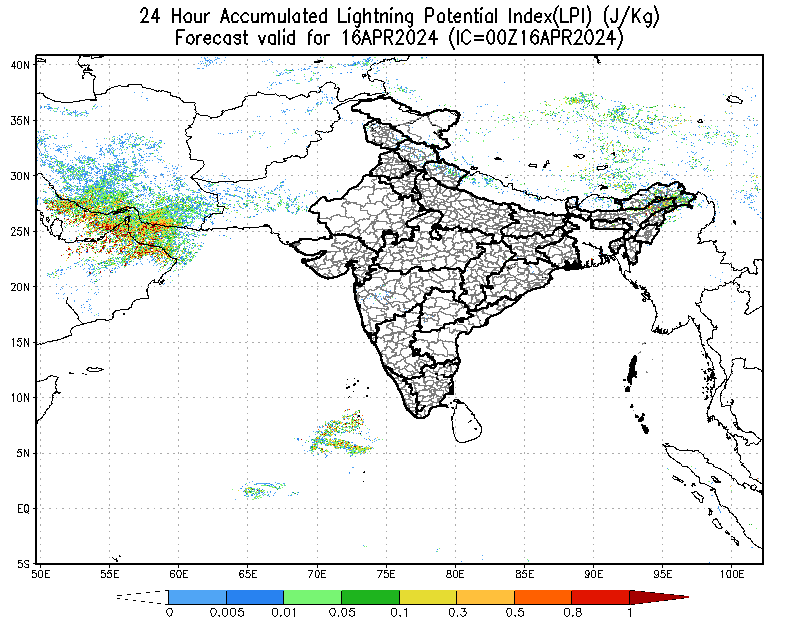 24 Hour Accumulated Lightning Potential Index(LPI) (J/Kg)
Forecast valid for 16APR2024 (IC=00Z16APR2024)
40N
35N
30N
25N
20N
15N
10N
5N
EQ
5S
50E 55E 60E 65E 70E 75E 80E 85E 90E 95E 100E
0 0.005 0.01 0.05 0.1 0.3 0.5 0.8 1